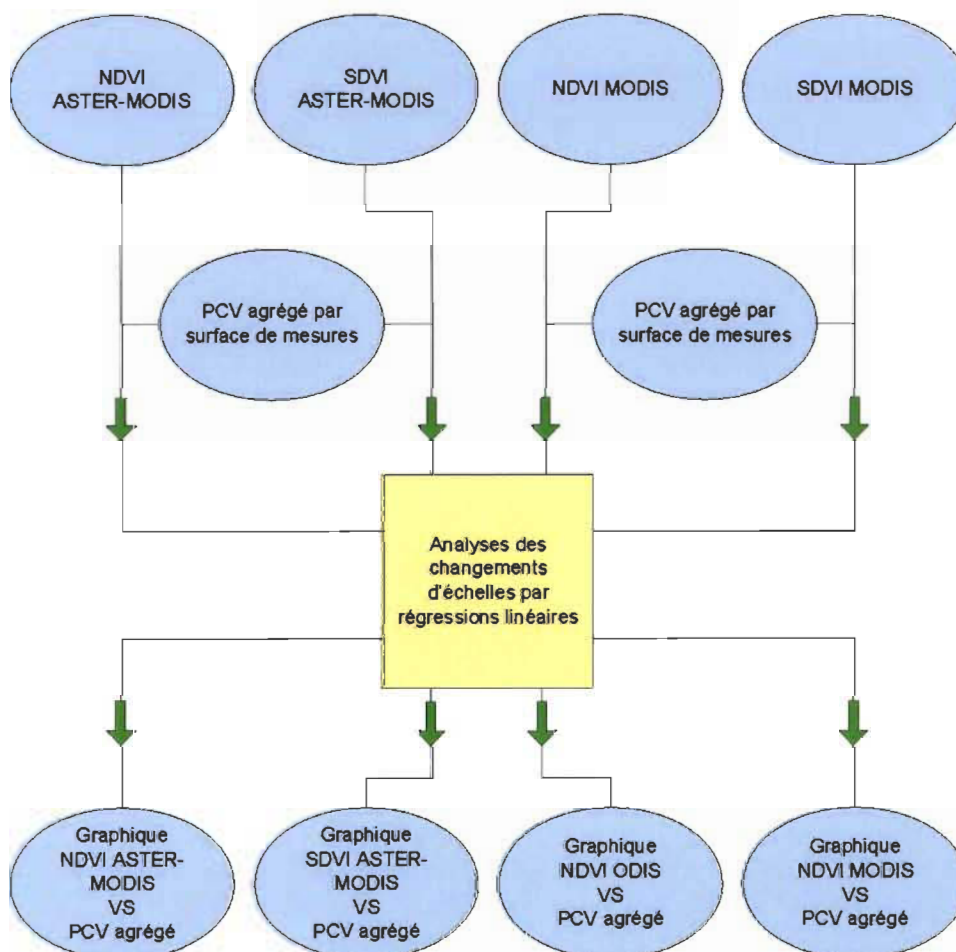 NDVI
ASTER-MODIS
SDVI
ASTER-MODIS
NDVI MODIS
SDVI MODIS
PCV agrégé par
surface de mesures
PCV agrégé par
surface de mesures
Analyses des
changements
d'échelles par
régressions linéaires
Graphique
NDVI ASTER-
MODIS
VS
PCV agrégé
Graphique
SDVI ASTER-
MODIS
VS
PCV agrégé
Graphique
NDVI ODIS
VS
PCV agrégé
Graphique
NDVI MODIS
VS
PCV agrégé